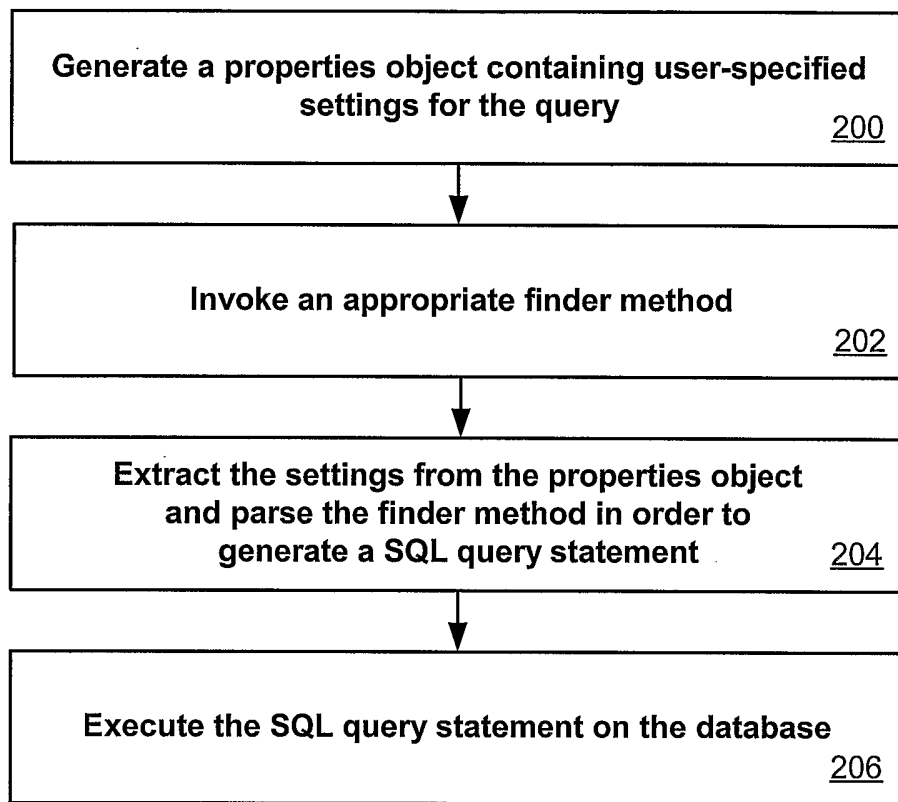 Generate a properties object containing user-specified
settings for the query
200
Invoke an appropriate finder method
202
Extract the settings from the properties object
and parse the finder method in order to
generate a SQL query statement
204
Execute the SQL query statement on the database
206